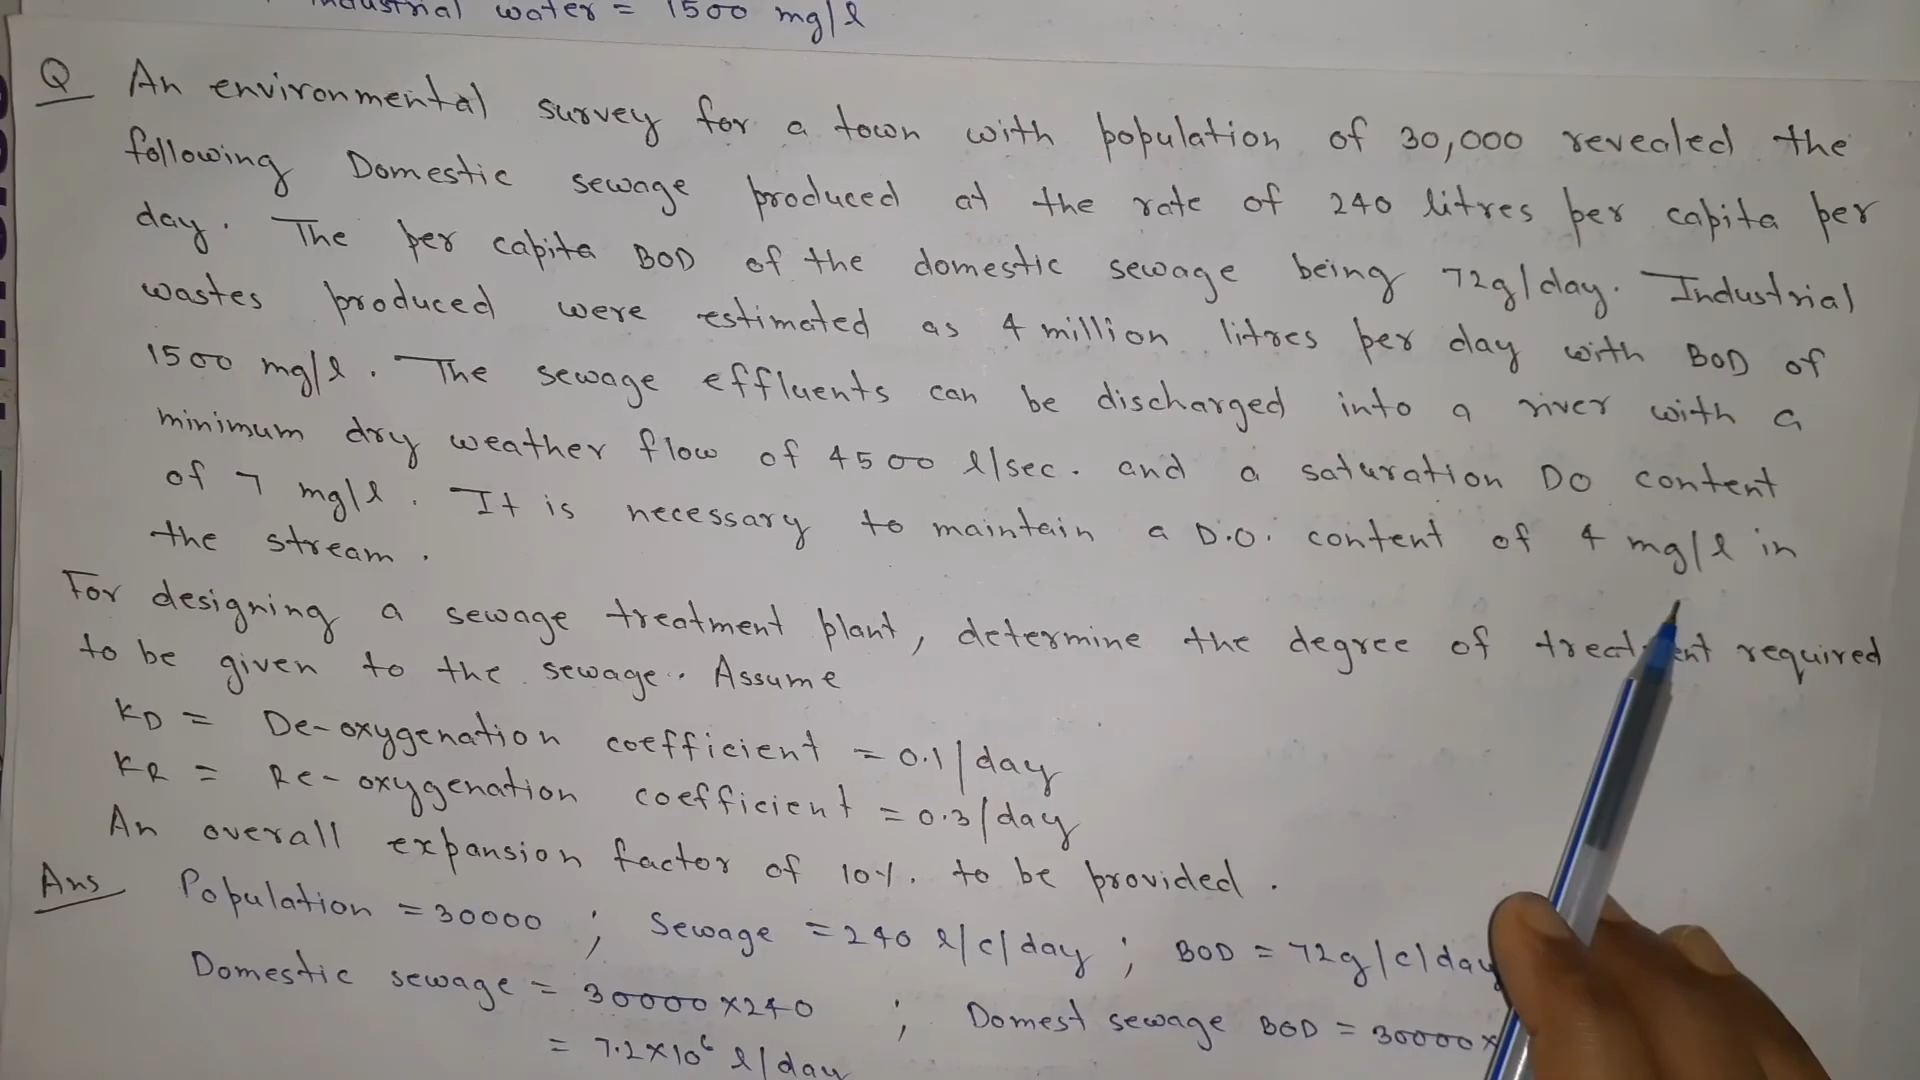 Industrial water = 1500 mg/l
Q An environmental survey for a town with population of 30,000 revealed the
following Domestic sewage produced at the rate of 240 litres per capita per
day. The per capita BOD of the domestic sewage being 72g/day. Industrial
wastes produced were estimated as 4 million litres per day with BOD of
1500 mg/l. The sewage effluents can be discharged into a river with a
minimum dry weather flow of 4500 l/sec. and a saturation DO content
of 7 mg/l. It is necessary to maintain a D.O. content of 4 mg/l in
the stream.
For designing a sewage treatment plant, determine the degree of treatment required
to be given to the sewage. Assume
KD = De-oxygenation coefficient = 0.1/day
KR = Re-oxygenation coefficient = 0.3/day
An overall expansion factor of 10%. to be provided.
Ans Population = 30000 ; Sewage = 240 l/c/day ; BOD = 72g/c/day
Domestic sewage = 30000×240 ; Domest sewage BOD = 30000×
= 7.2×10⁶ l/day